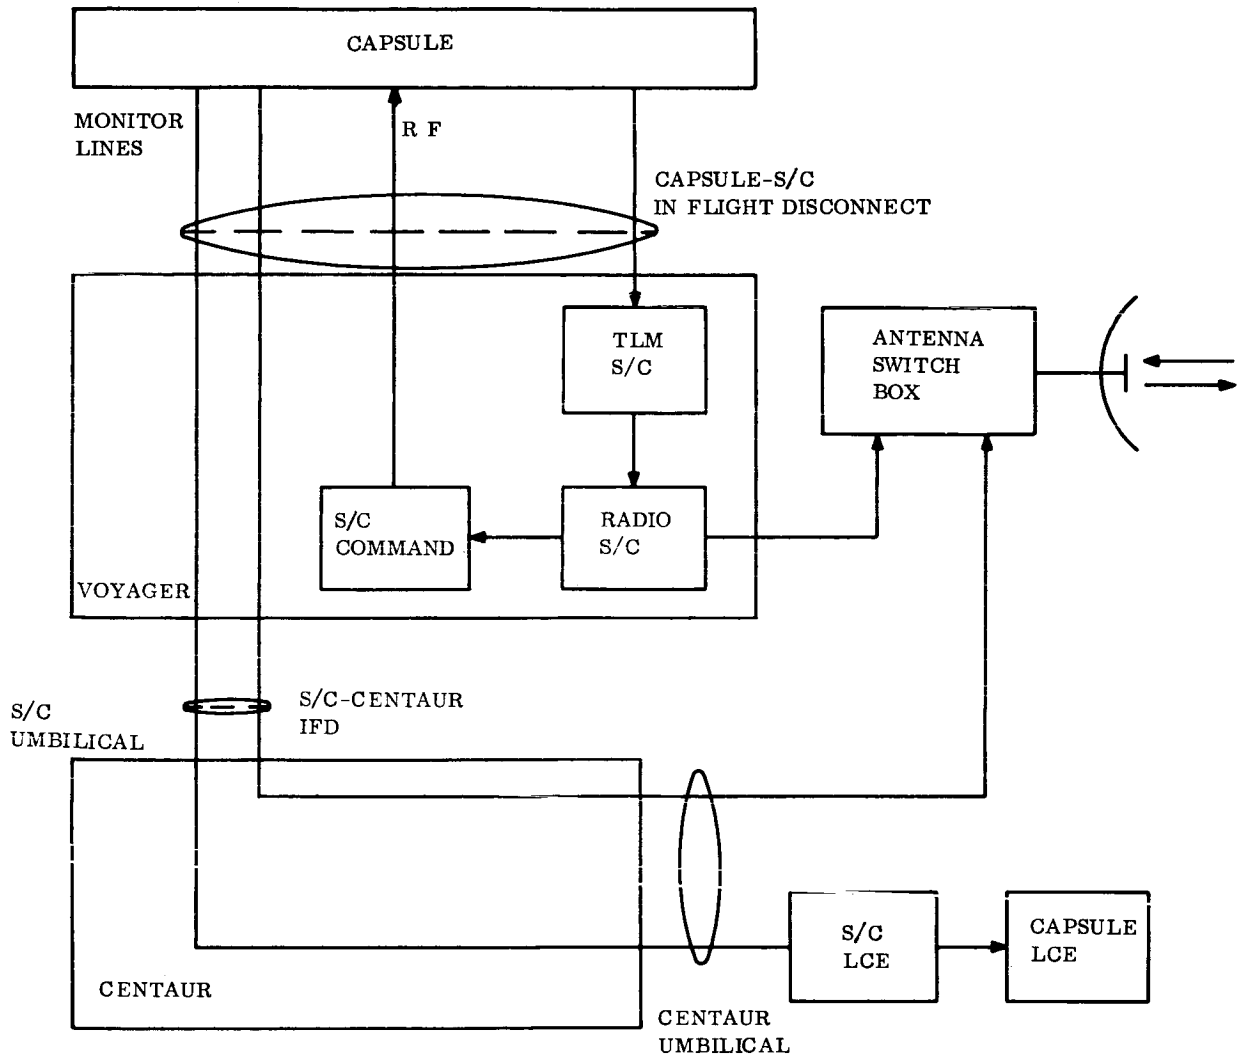 CAPSULE
MONITOR
LINES
R F
CAPSULE-S/C
IN FLIGHT DISCONNECT
TLM
S/C
ANTENNA
SWITCH
BOX
S/C
COMMAND
RADIO
S/C
VOYAGER
S/C-CENTAUR
IFD
S/C
UMBILICAL
S/C
LCE
CAPSULE
LCE
CENTAUR
CENTAUR
UMBILICAL